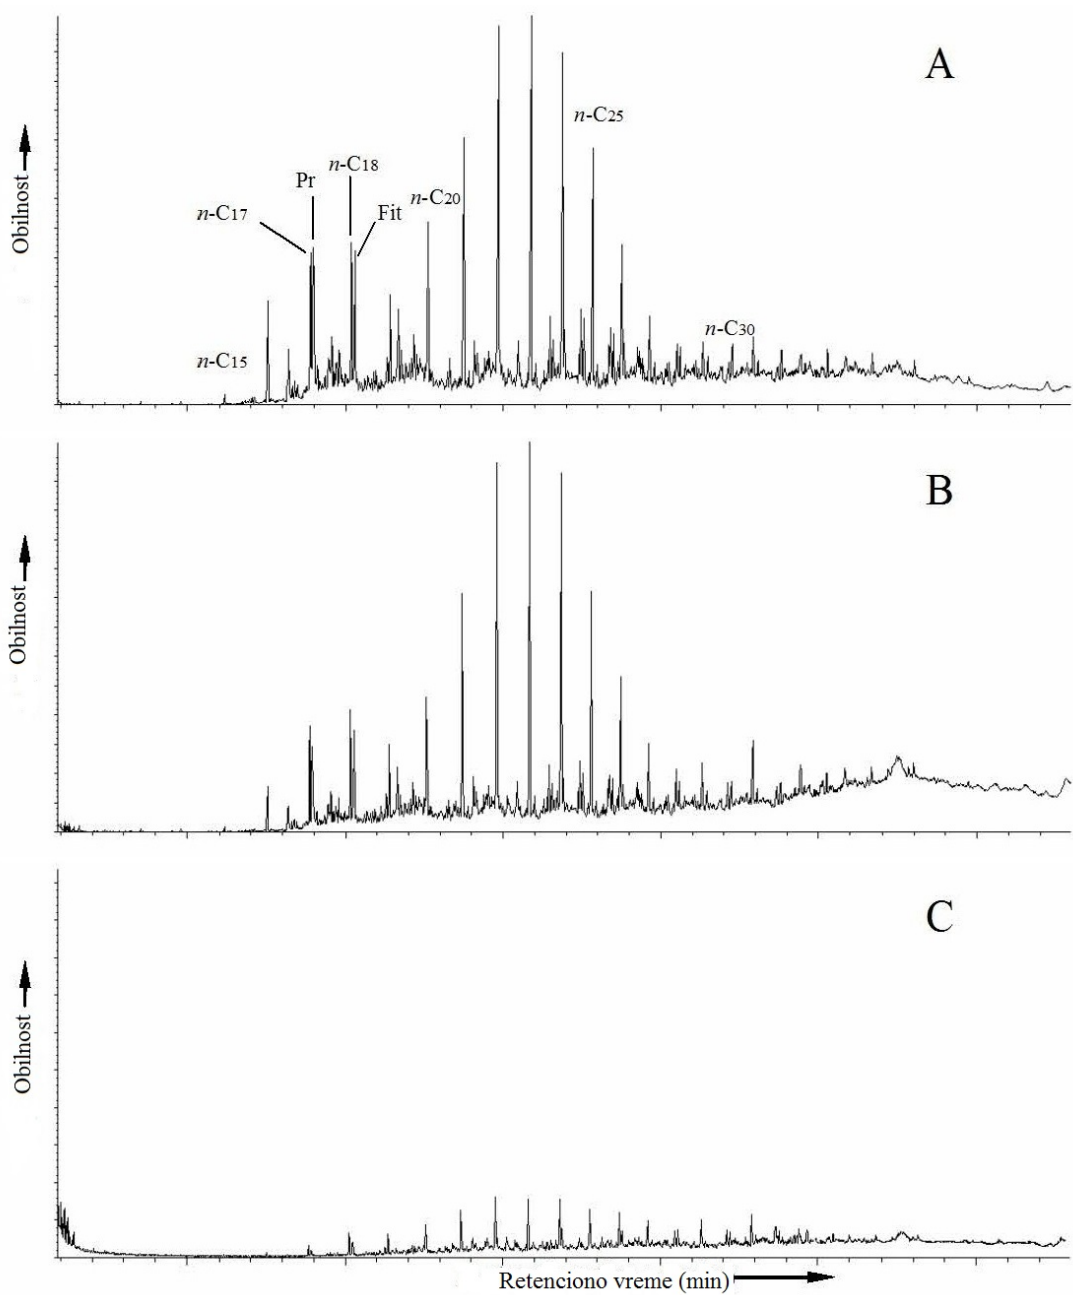 A
n-C25
n-C18
Pr
n-C20
n-C17
Fit
Obilnost
n-C30
n-C15
B
Obilnost
C
Obilnost
Retenciono vreme (min)